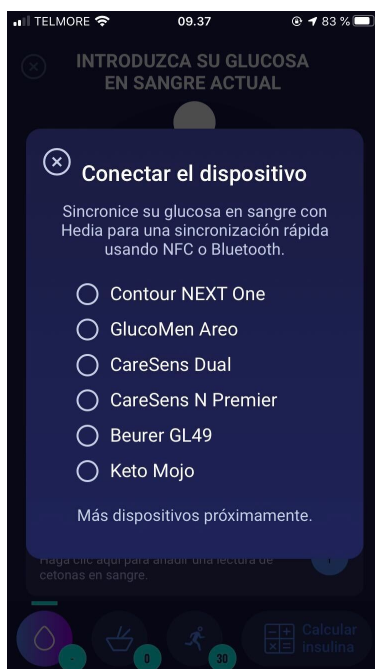 TELMORE 09.37 83 %
INTRODUZCA SU GLUCOSA
EN SANGRE ACTUAL
Conectar el dispositivo
Sincronice su glucosa en sangre con
Hedia para una sincronización rápida
usando NFC o Bluetooth.
Contour NEXT One
GlucoMen Areo
CareSens Dual
CareSens N Premier
Beurer GL49
Keto Mojo
Más dispositivos próximamente.
Haga clic aquí para añadir una lectura de
cetonas en sangre.
- 0 30 Calcular
insulina